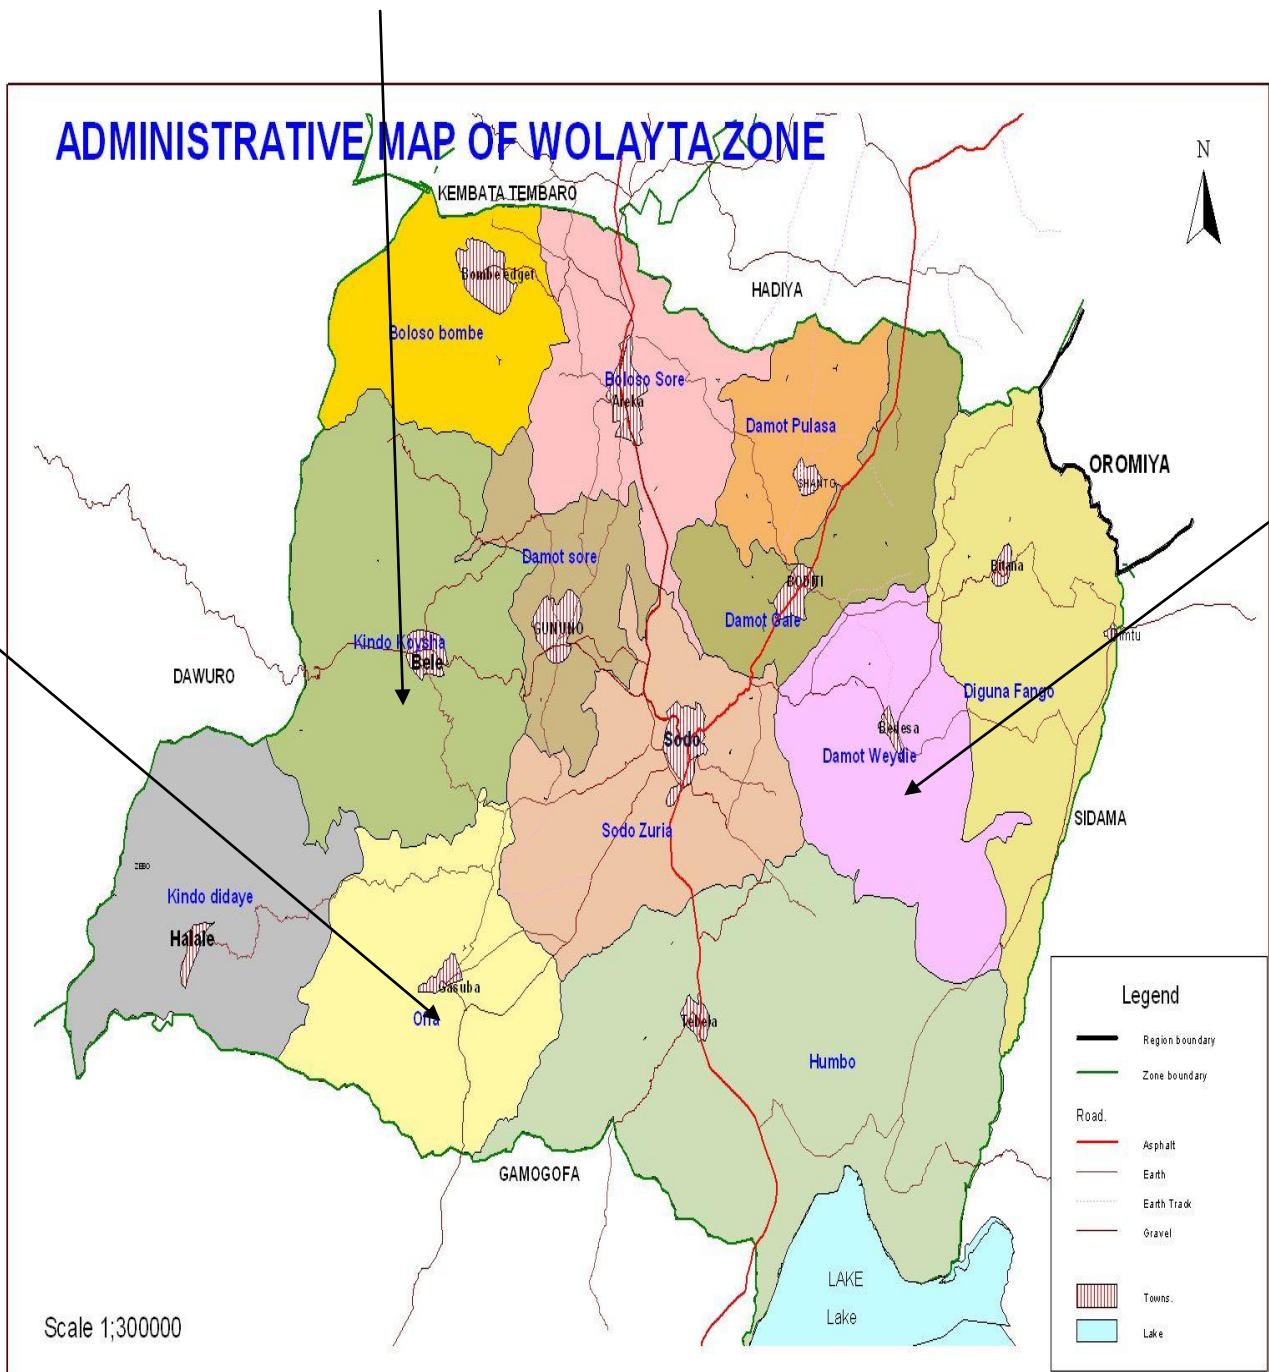 ADMINISTRATIVE MAP OF WOLAYTA ZONE
N
KEMBATA TEMBARO
Bombe edget
HADIYA
Boloso bombe
Boloso Sore
Areka
Damot Pulasa
OROMIYA
SHANTO
Damot sore
Bitana
BODITI
Damot Gale
GUNUNO
Kindo Koysha
Bele
DAWURO
Diguna Fango
Bedesa
Sodo
Damot Weydie
SIDAMA
Sodo Zuria
ZEBO
Kindo didaye
Halale
Gasuba
Offa
Tebela
Humbo
GAMOGOFA
LAKE
Lake
Legend
Region boundary
Zone boundary
Road.
Asphalt
Earth
Earth Track
Gravel
Towns.
Lake
Scale 1;300000